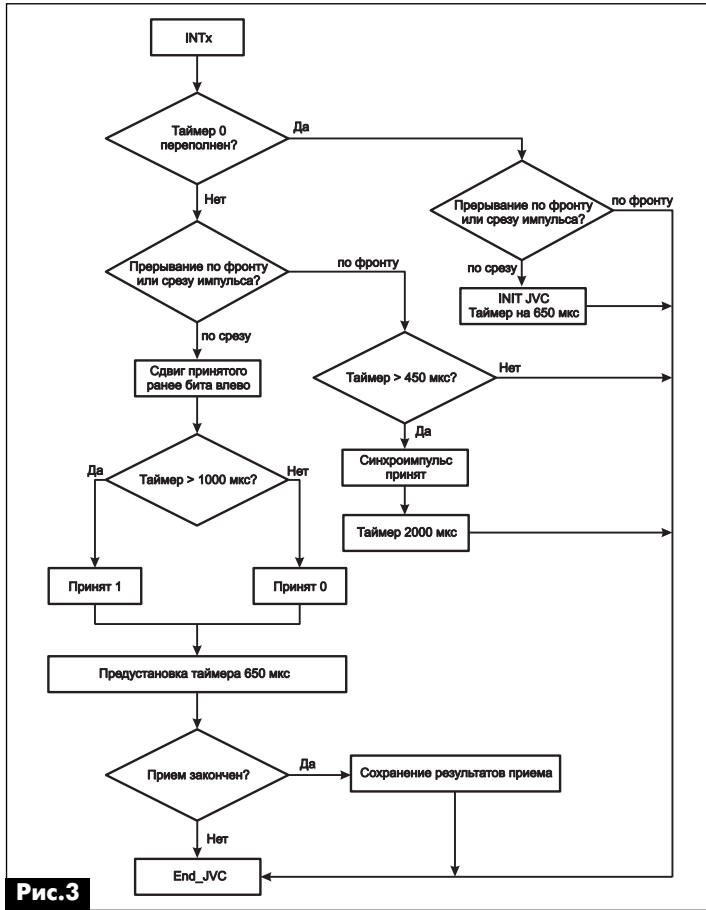 INTx
Таймер 0
переполнен?
Да
Нет
Прерывание по фронту
или срезу импульса?
по фронту
по срезу
INIT JVC
Таймер на 650 мкс
Прерывание по фронту
или срезу импульса?
по фронту
по срезу
Сдвиг принятого
ранее бита влево
Таймер > 450 мкс?
Нет
Да
Синхроимпульс
принят
Таймер 2000 мкс
Таймер > 1000 мкс?
Да
Нет
Принят 1
Принят 0
Предустановка таймера 650 мкс
Прием закончен?
Да
Сохранение результатов приема
Нет
End_JVC
Рис.3